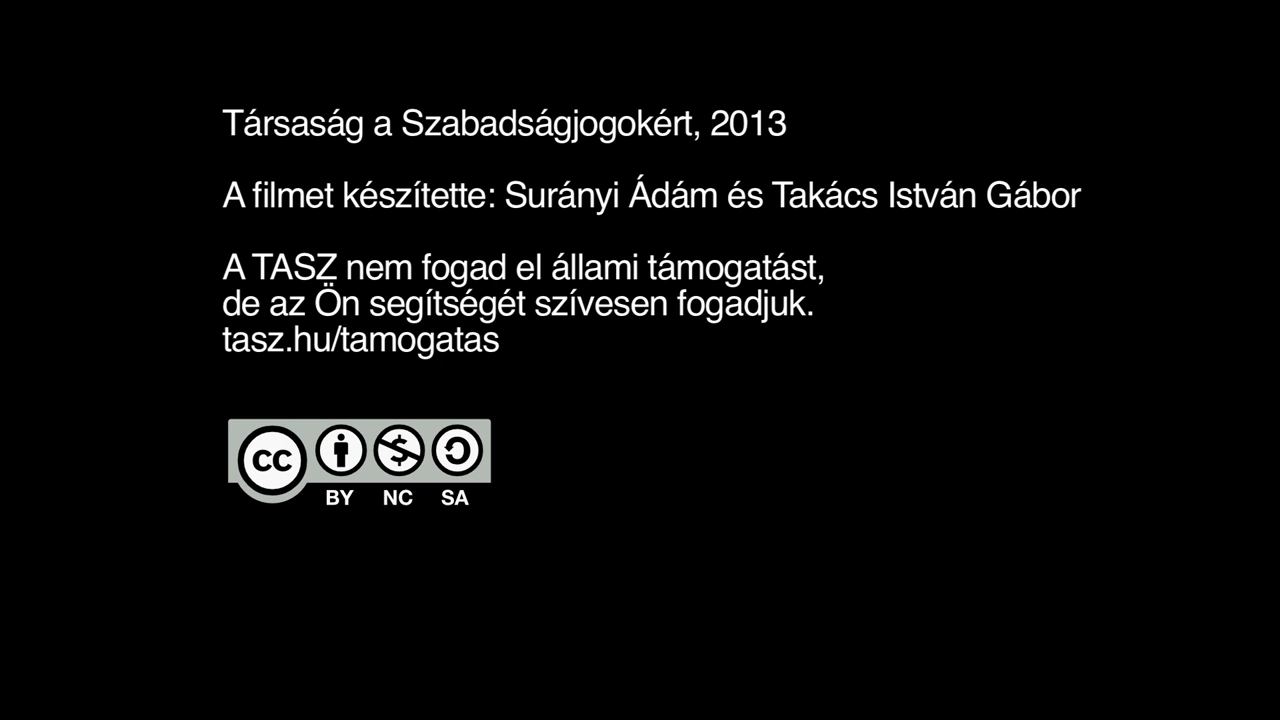 Társaság a Szabadságjogokért, 2013
A filmet készítette: Surányi Ádám és Takács István Gábor
A TASZ nem fogad el állami támogatást,
de az Ön segítségét szívesen fogadjuk.
tasz.hu/tamogatas
cc
BY NC SA